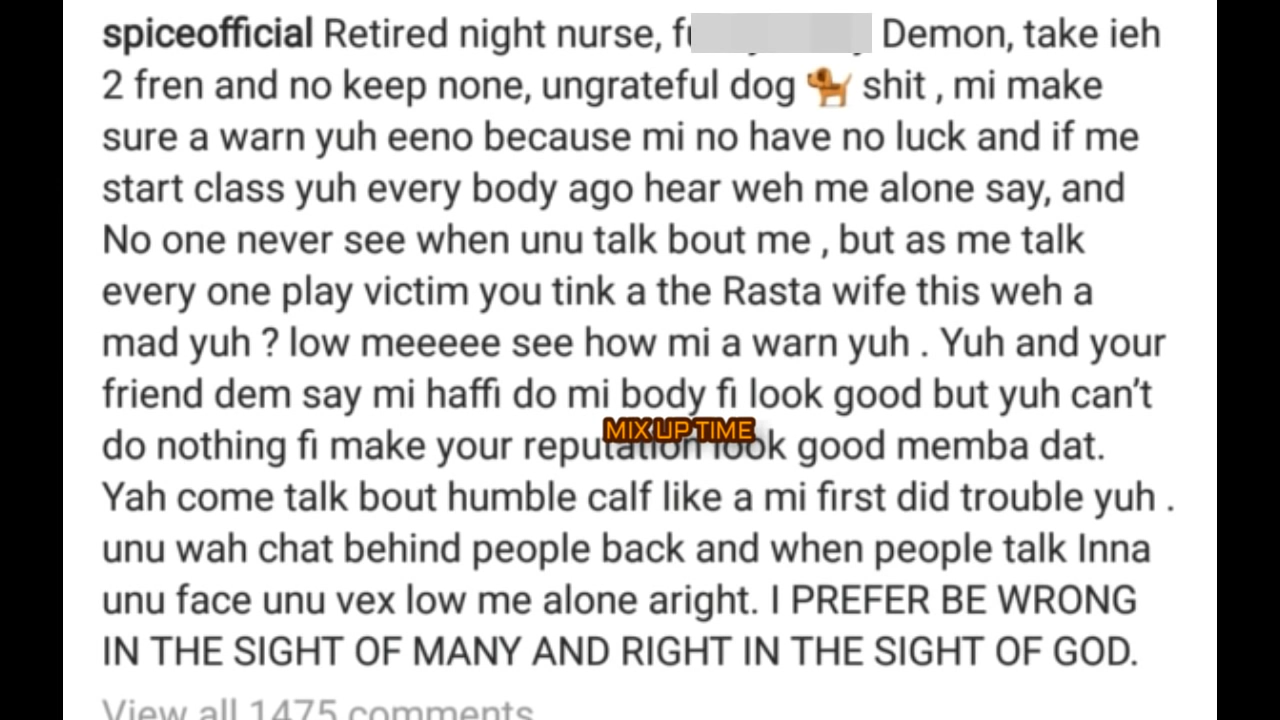 spiceofficial Retired night nurse, Demon, take ieh
2 fren and no keep none, ungrateful dog 🐕 shit , mi make
sure a warn yuh eeno because mi no have no luck and if me
start class yuh every body ago hear weh me alone say, and
No one never see when unu talk bout me , but as me talk
every one play victim you tink a the Rasta wife this weh a
mad yuh ? low meeeee see how mi a warn yuh . Yuh and your
friend dem say mi haffi do mi body fi look good but yuh can't
MIX UP TIME
do nothing fi make your reputation look good memba dat.
Yah come talk bout humble calf like a mi first did trouble yuh .
unu wah chat behind people back and when people talk Inna
unu face unu vex low me alone aright. I PREFER BE WRONG
IN THE SIGHT OF MANY AND RIGHT IN THE SIGHT OF GOD.
View all 1475 comments